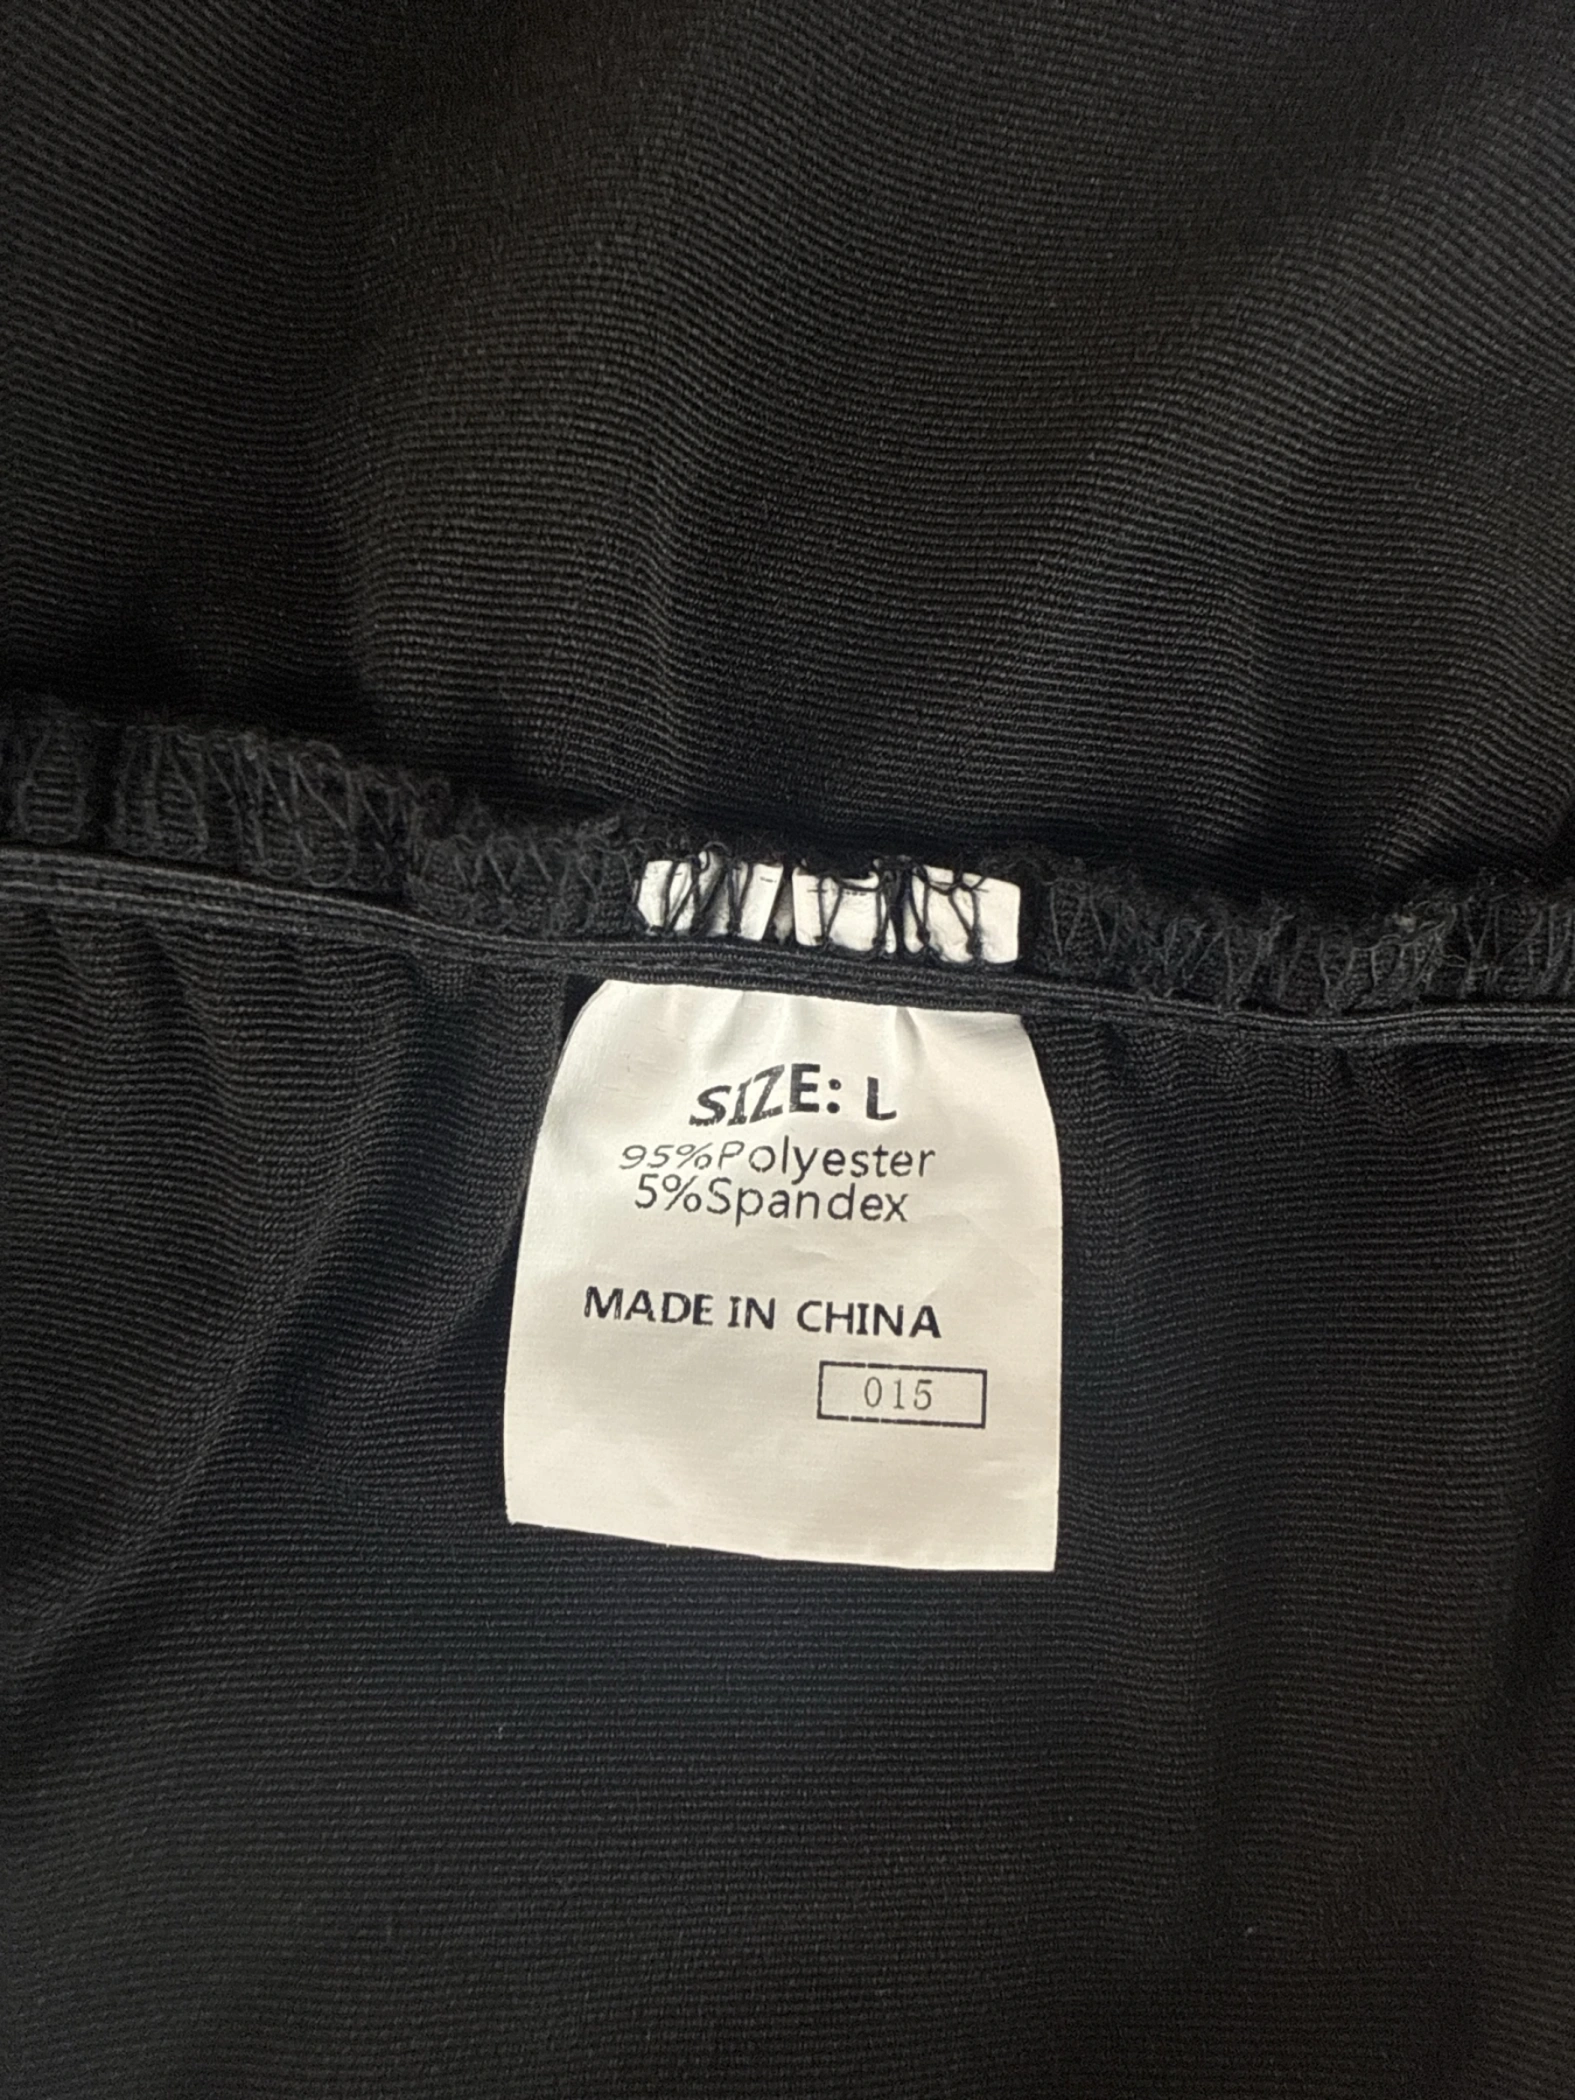 SIZE: L
95%Polyester
5%Spandex
MADE IN CHINA
015